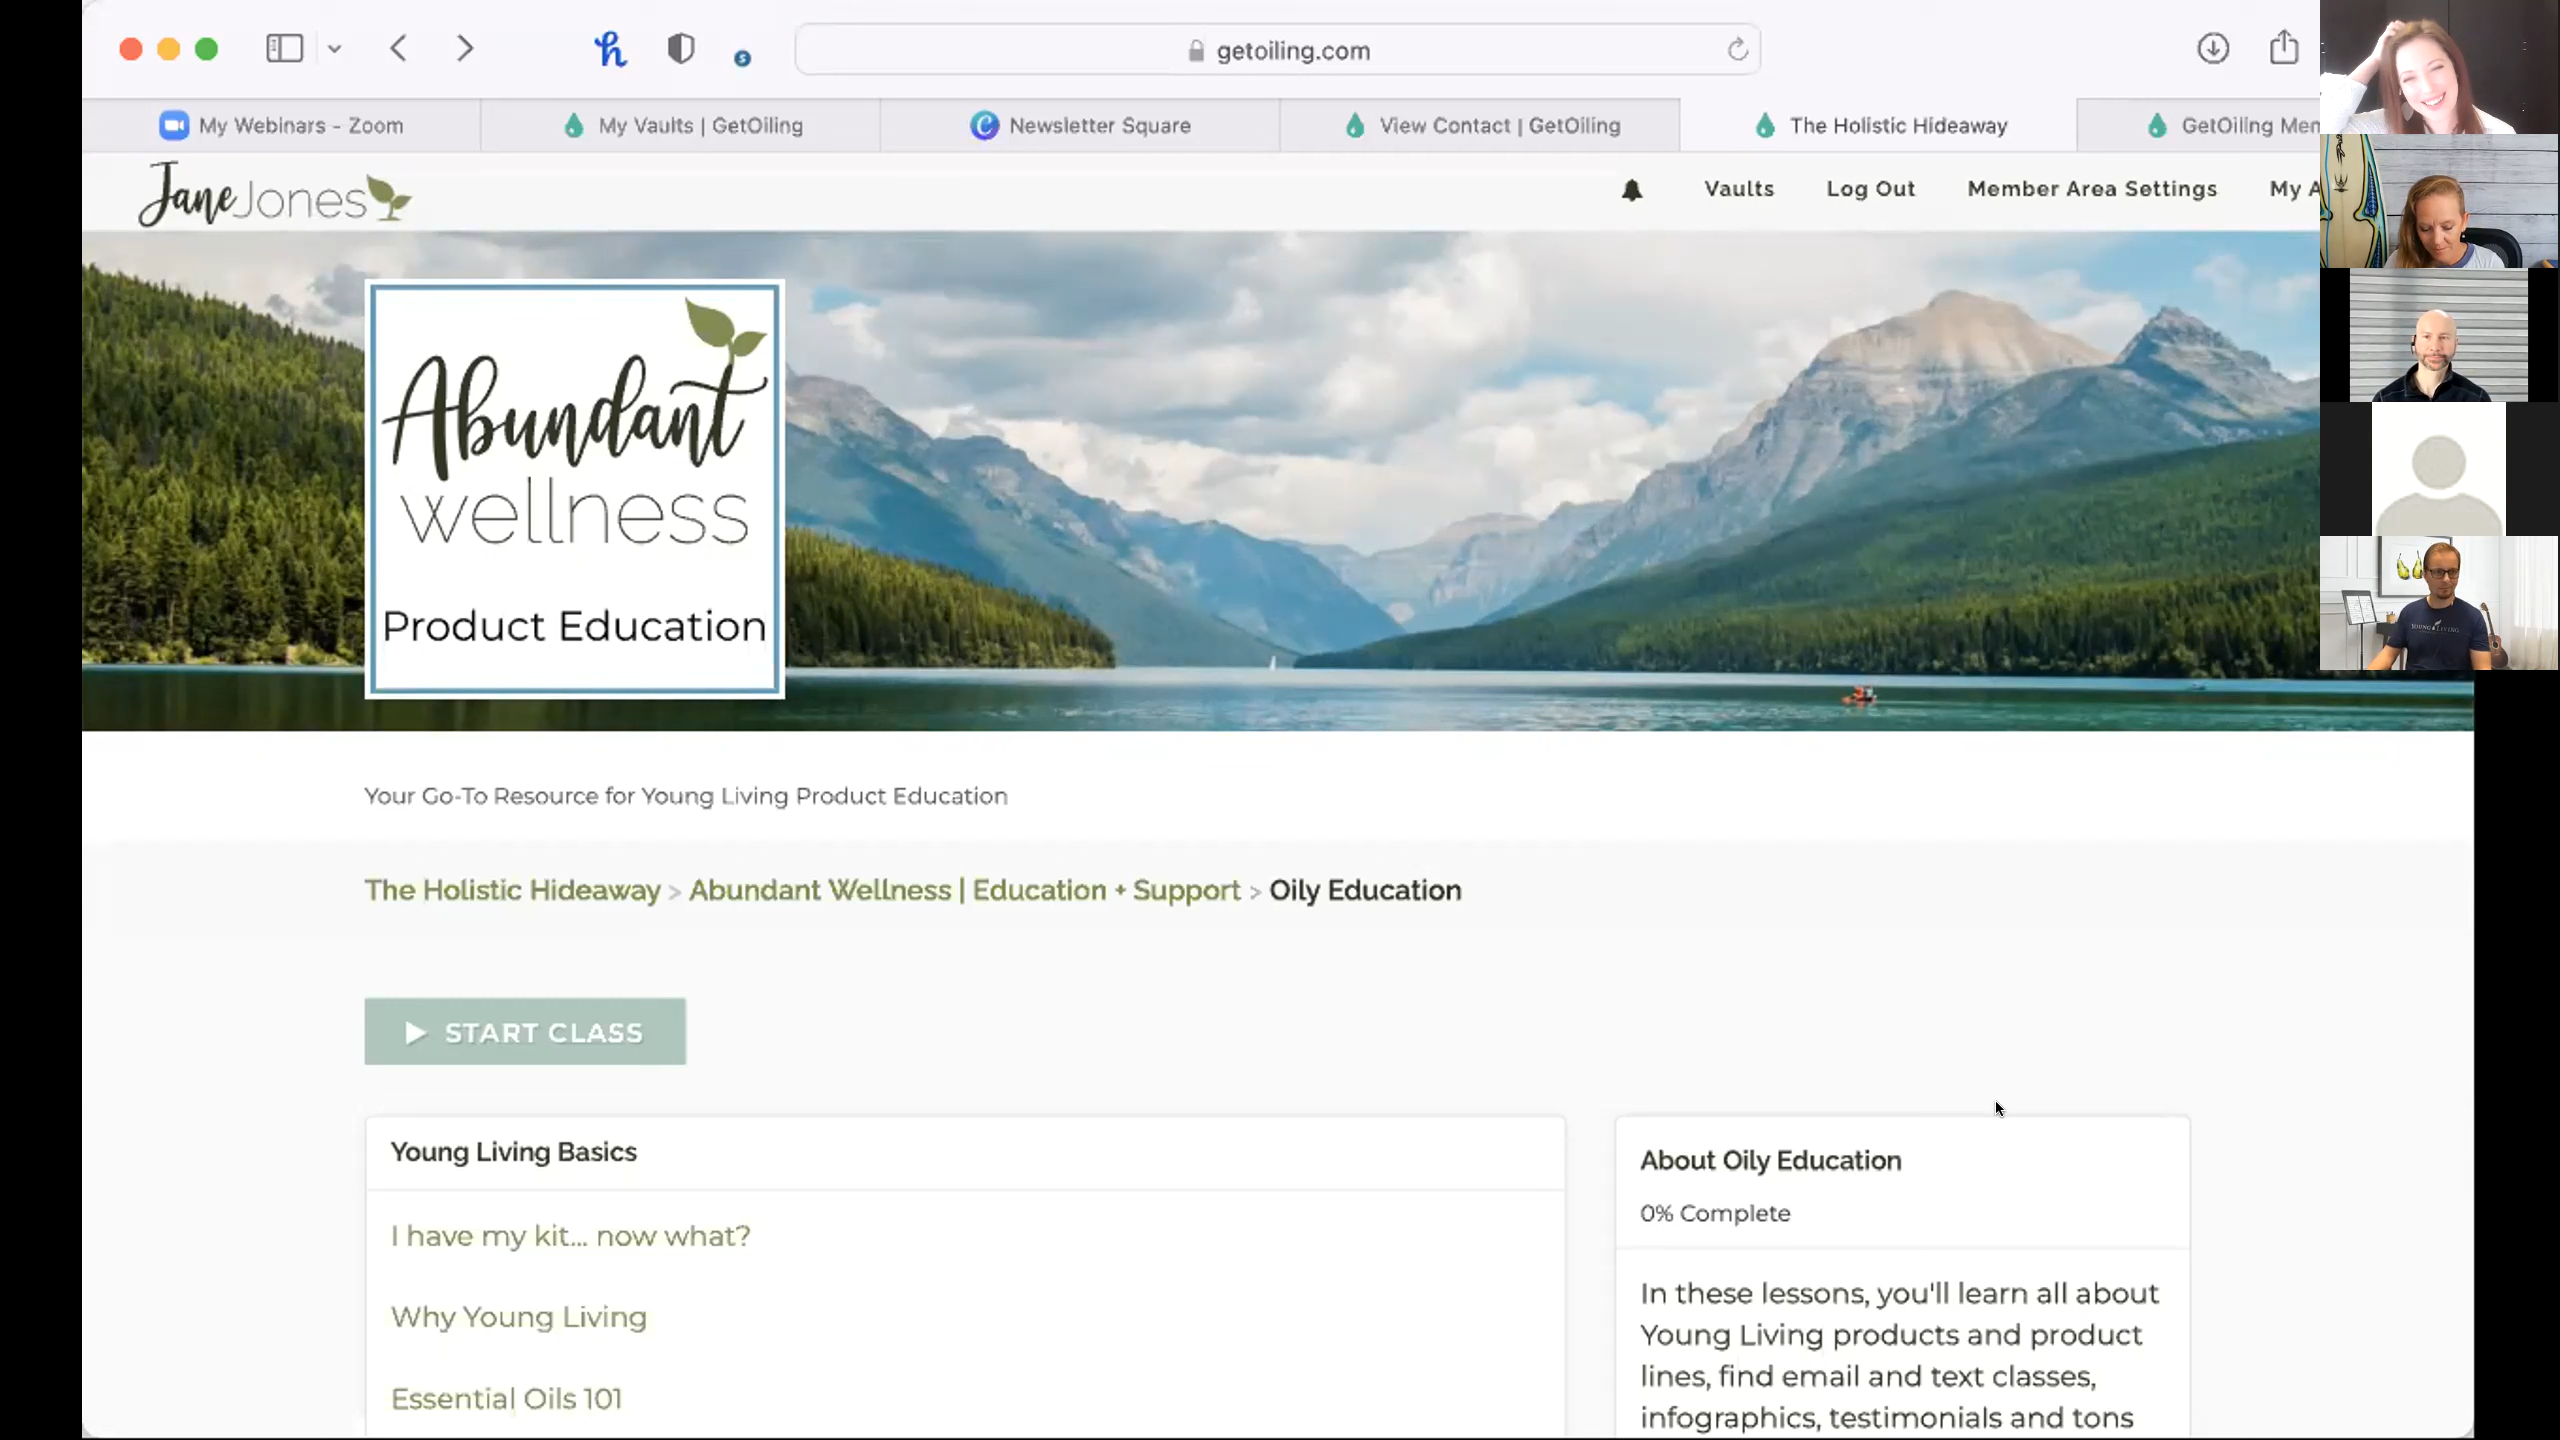 getoiling.com
My Webinars - Zoom
My Vaults | GetOiling
Newsletter Square
View Contact | GetOiling
The Holistic Hideaway
GetOiling Mem
Jane Jones
Vaults
Log Out
Member Area Settings
My A
Abundant
wellness
Product Education
YOUNG LIVING
Your Go-To Resource for Young Living Product Education
The Holistic Hideaway > Abundant Wellness | Education + Support > Oily Education
START CLASS
Young Living Basics
I have my kit... now what?
Why Young Living
Essential Oils 101
About Oily Education
0% Complete
In these lessons, you'll learn all about
Young Living products and product
lines, find email and text classes,
infographics, testimonials and tons